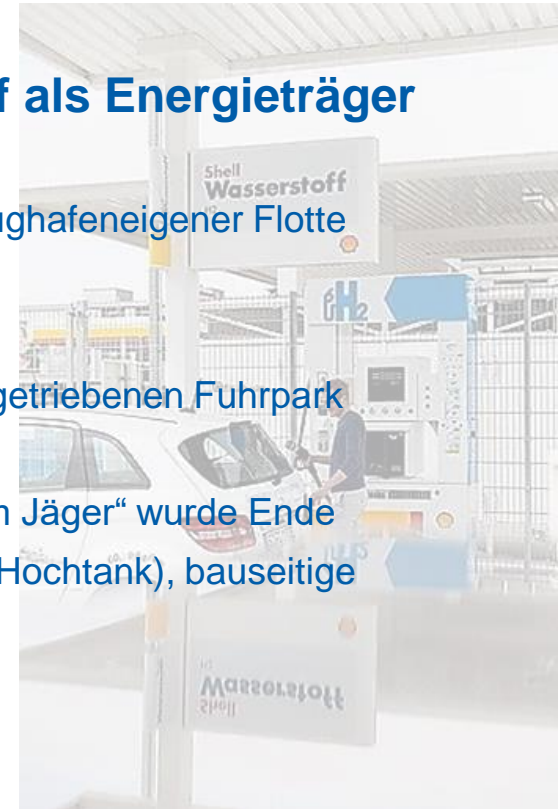 f als Energieträger
Shell
Wasserstoff
ughafeneigener Flotte
H2
getriebenen Fuhrpark
n Jäger“ wurde Ende
Hochtank), bauseitige
Wasserstoff
Shell